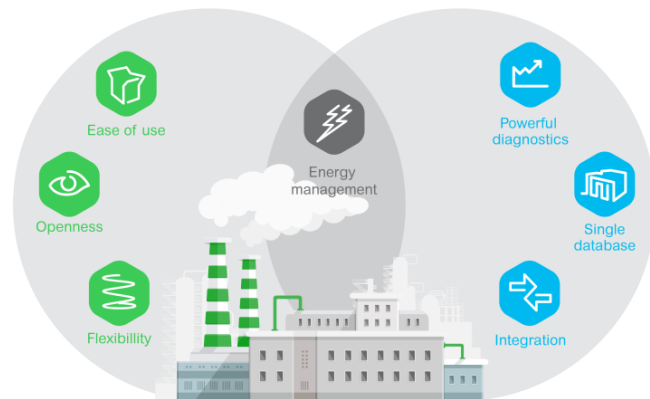 Ease of use
Openness
Flexibillity
Energy
management
Powerful
diagnostics
Single
database
Integration